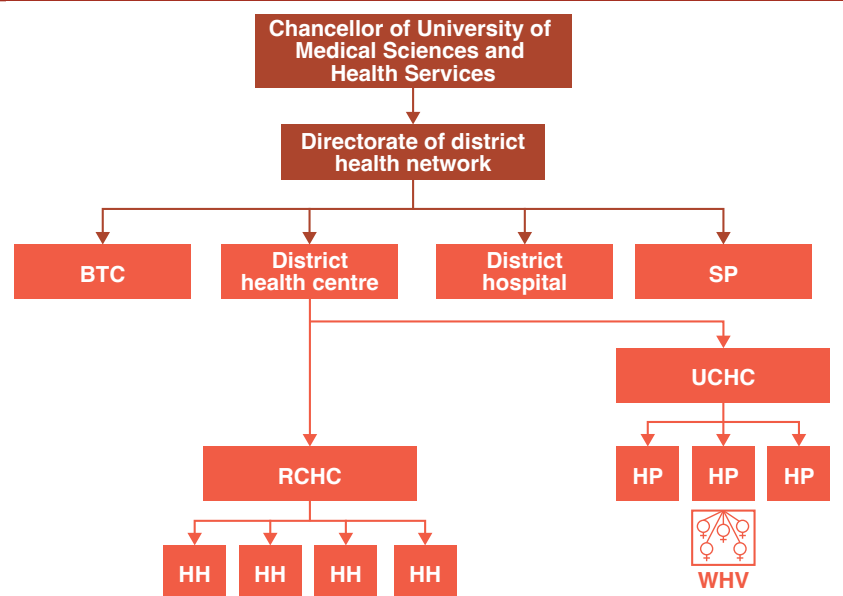 Chancellor of University of
Medical Sciences and
Health Services
Directorate of district
health network
BTC
District
health centre
District
hospital
SP
UCHC
HP
HP
HP
RCHC
WHV
HH
HH
HH
HH